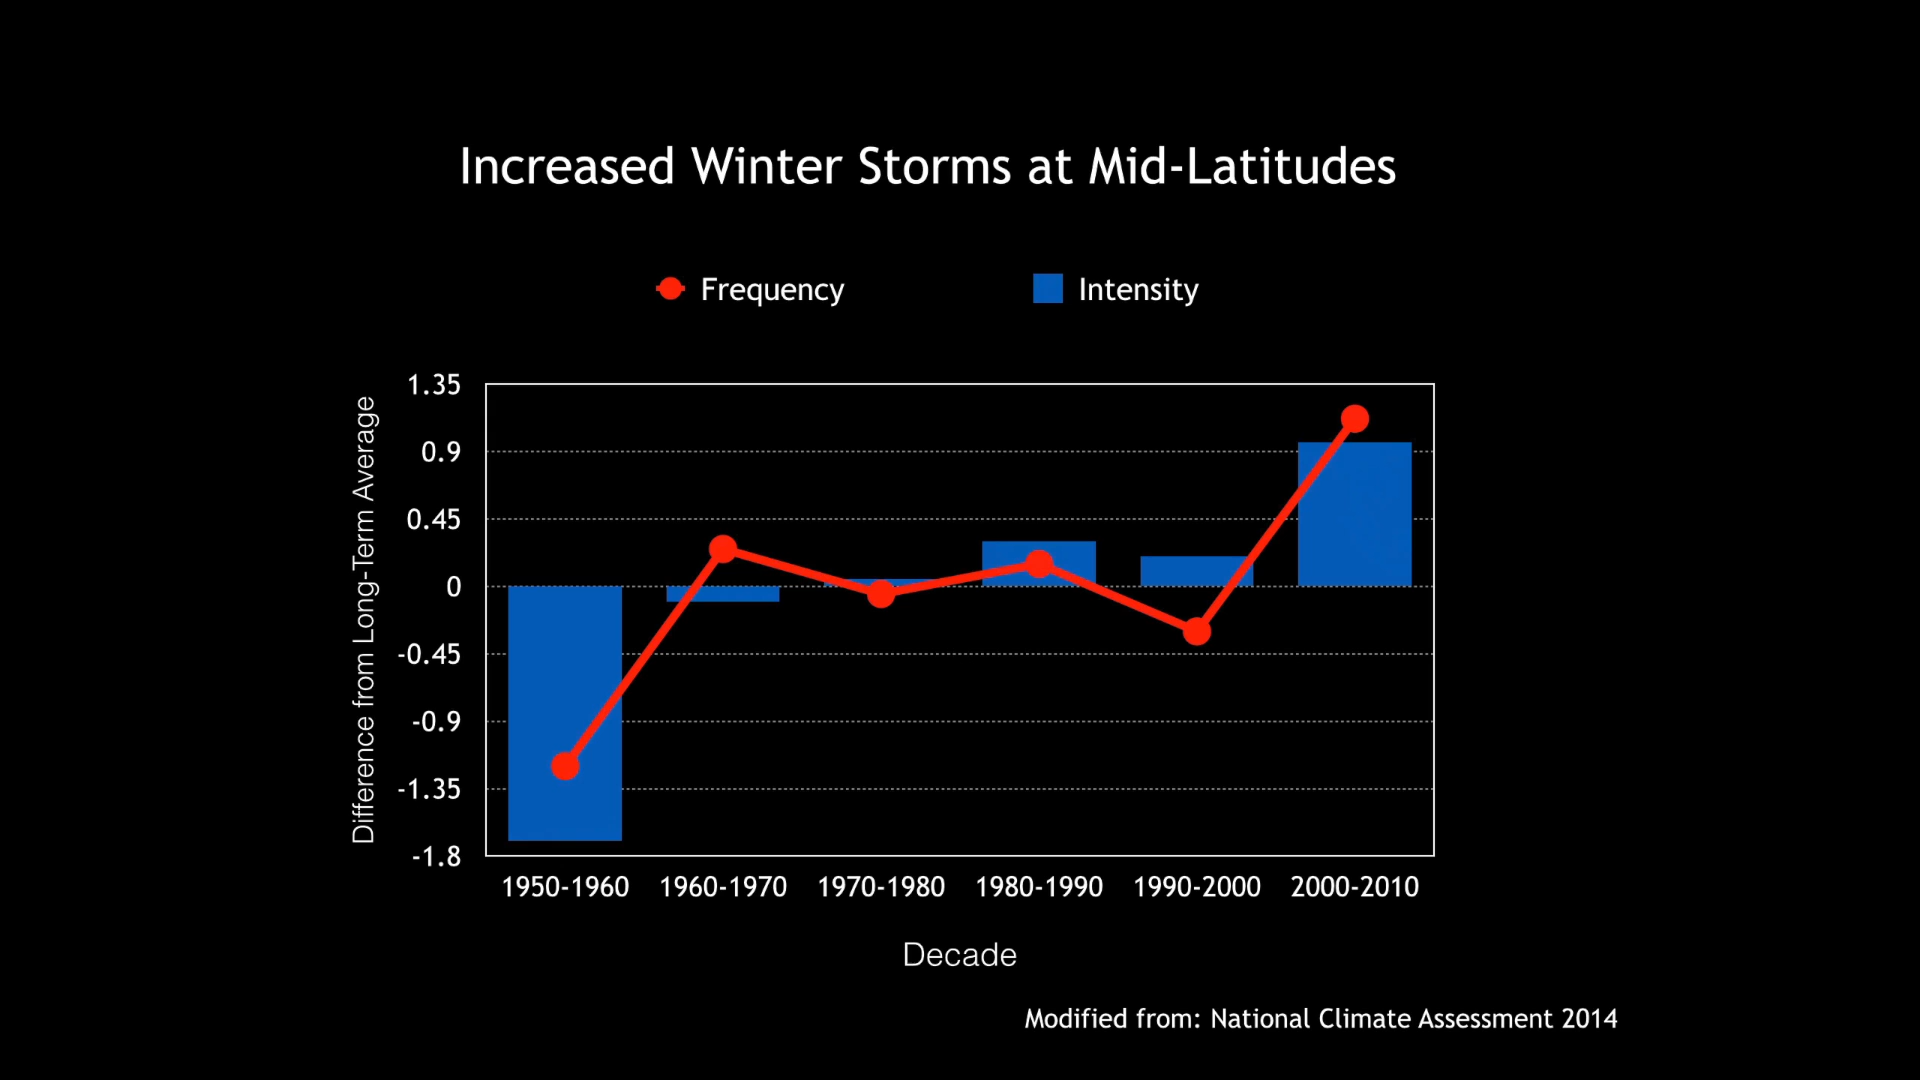 Increased Winter Storms at Mid-Latitudes
Frequency
Intensity
Difference from Long-Term Average
1.35
0.9
0.45
0
-0.45
-0.9
-1.35
-1.8
1950-1960
1960-1970
1970-1980
1980-1990
1990-2000
2000-2010
Decade
Modified from: National Climate Assessment 2014